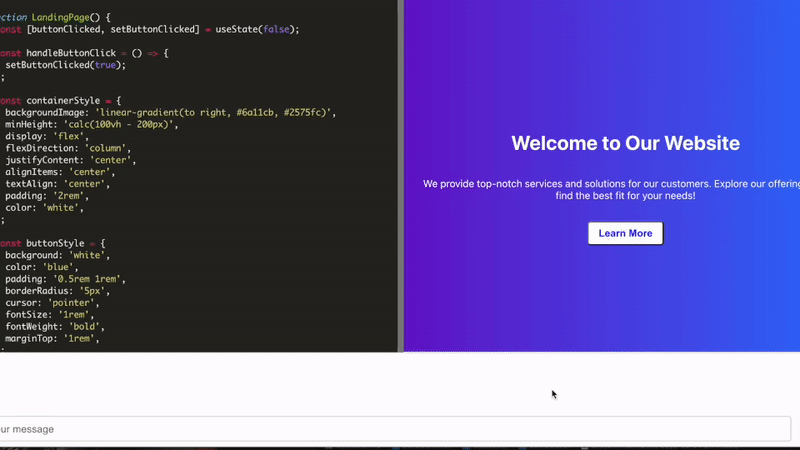 ction LandingPage() {
onst [buttonClicked, setButtonClicked] = useState(false);
onst handleButtonClick = () => {
setButtonClicked(true);
;
onst containerStyle = {
backgroundImage: 'linear-gradient(to right, #6a11cb, #2575fc)',
minHeight: 'calc(100vh - 200px)',
display: 'flex',
flexDirection: 'column',
justifyContent: 'center',
alignItems: 'center',
textAlign: 'center',
padding: '2rem',
color: 'white',
;
onst buttonStyle = {
background: 'white',
color: 'blue',
padding: '0.5rem 1rem',
borderRadius: '5px',
cursor: 'pointer',
fontSize: '1rem',
fontWeight: 'bold',
marginTop: '1rem',
Welcome to Our Website
We provide top-notch services and solutions for our customers. Explore our offering
find the best fit for your needs!
Learn More
our message